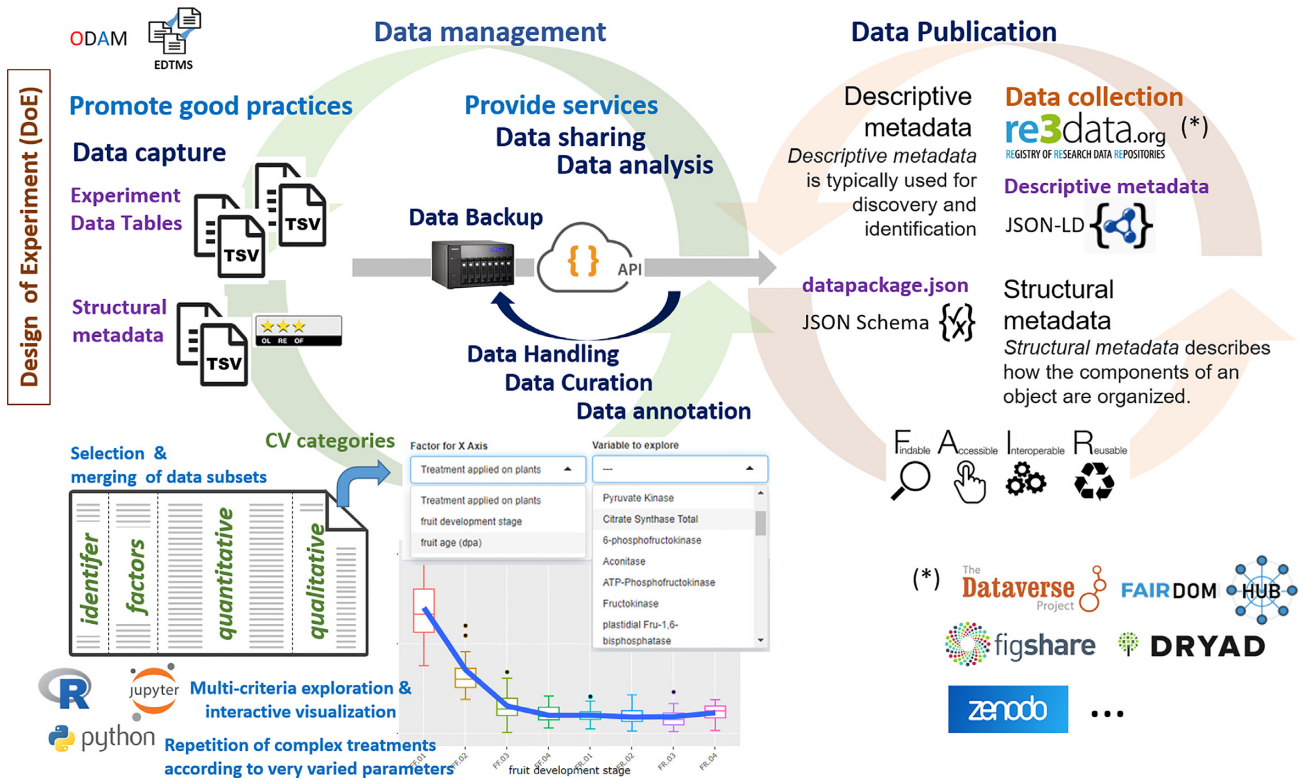 ODAM
EDTMS
Data management
Data Publication
Design of Experiment (DoE)
Promote good practices
Data capture
Experiment
Data Tables
TSV
TSV
TSV
Structural
metadata
TSV
OL RE OF
Provide services
Data sharing
Data analysis
Data Backup
{ }
API
Data Handling
Data Curation
Data annotation
Descriptive
metadata
Descriptive metadata
is typically used for
discovery and
identification
Data collection
re3data.org (*)
REGISTRY OF RESEARCH DATA REPOSITORIES
Descriptive metadata
JSON-LD
datapackage.json
JSON Schema
Structural
metadata
Structural metadata describes
how the components of an
object are organized.
Findable Accessible Interoperable Reusable
CV categories
Selection &
merging of data subsets
identifer
factors
quantitative
qualitative
Factor for X Axis
Treatment applied on plants
Treatment applied on plants
fruit development stage
fruit age (dpa)
Variable to explore
---
Pyruvate Kinase
Citrate Synthase Total
6-phosphofructokinase
Aconitase
ATP-Phosphofructokinase
Fructokinase
plastidial Fru-1,6-
bisphosphatase
FF.01
FF.02
FF.03
FF.04
FR.01
FR.02
FR.03
FR.04
fruit development stage
R
jupyter
python
Multi-criteria exploration &
interactive visualization
Repetition of complex treatments
according to very varied parameters
(*)
The
Dataverse
Project
FAIRDOM HUB
figshare
DRYAD
zenodo
...